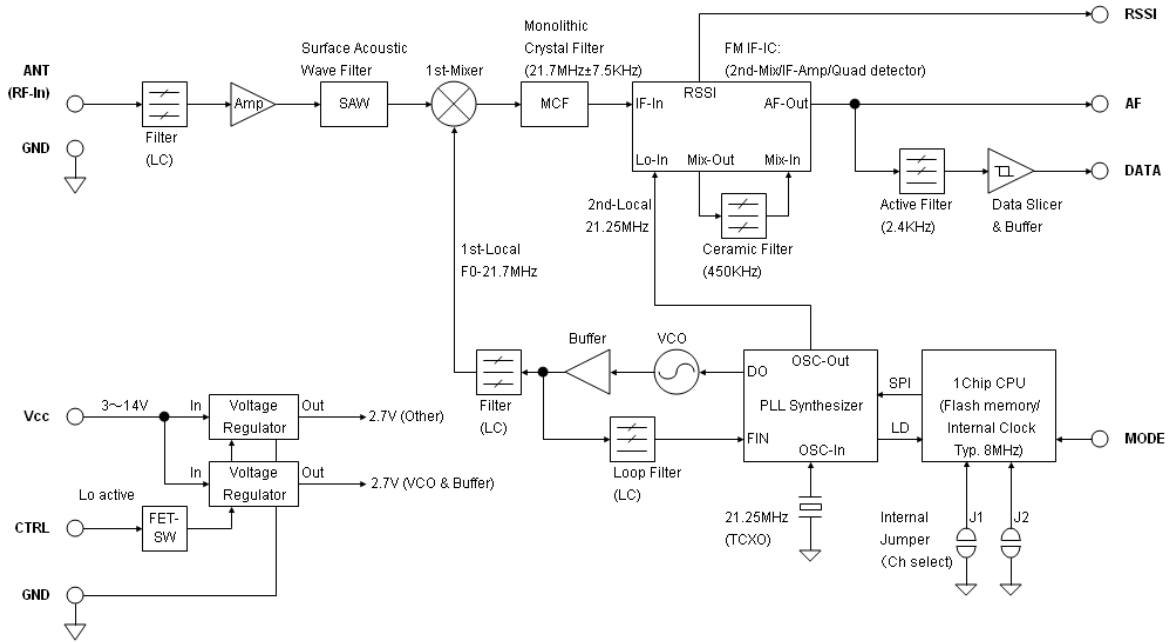 RSSI
Monolithic
Crystal Filter
(21.7MHz±7.5KHz)
FM IF-IC:
(2nd-Mix/IF-Amp/Quad detector)
Surface Acoustic
Wave Filter
1st-Mixer
ANT
(RF-In)
Filter
(LC)
Amp
SAW
MCF
IF-In
RSSI
AF-Out
Lo-In
Mix-Out
Mix-In
AF
GND
DATA
Active Filter
(2.4KHz)
Data Slicer
& Buffer
2nd-Local
21.25MHz
Ceramic Filter
(450KHz)
1st-Local
F0-21.7MHz
Filter
(LC)
Buffer
VCO
Loop Filter
(LC)
OSC-Out
DO
PLL Synthesizer
FIN
OSC-In
SPI
LD
1Chip CPU
(Flash memory/
Internal Clock
Typ. 8MHz)
MODE
21.25MHz
(TCXO)
Internal
Jumper
(Ch select)
J1
J2
Vcc
3～14V
In
Voltage
Regulator
Out
2.7V (Other)
In
Voltage
Regulator
Out
2.7V (VCO & Buffer)
Lo active
CTRL
FET-
SW
GND